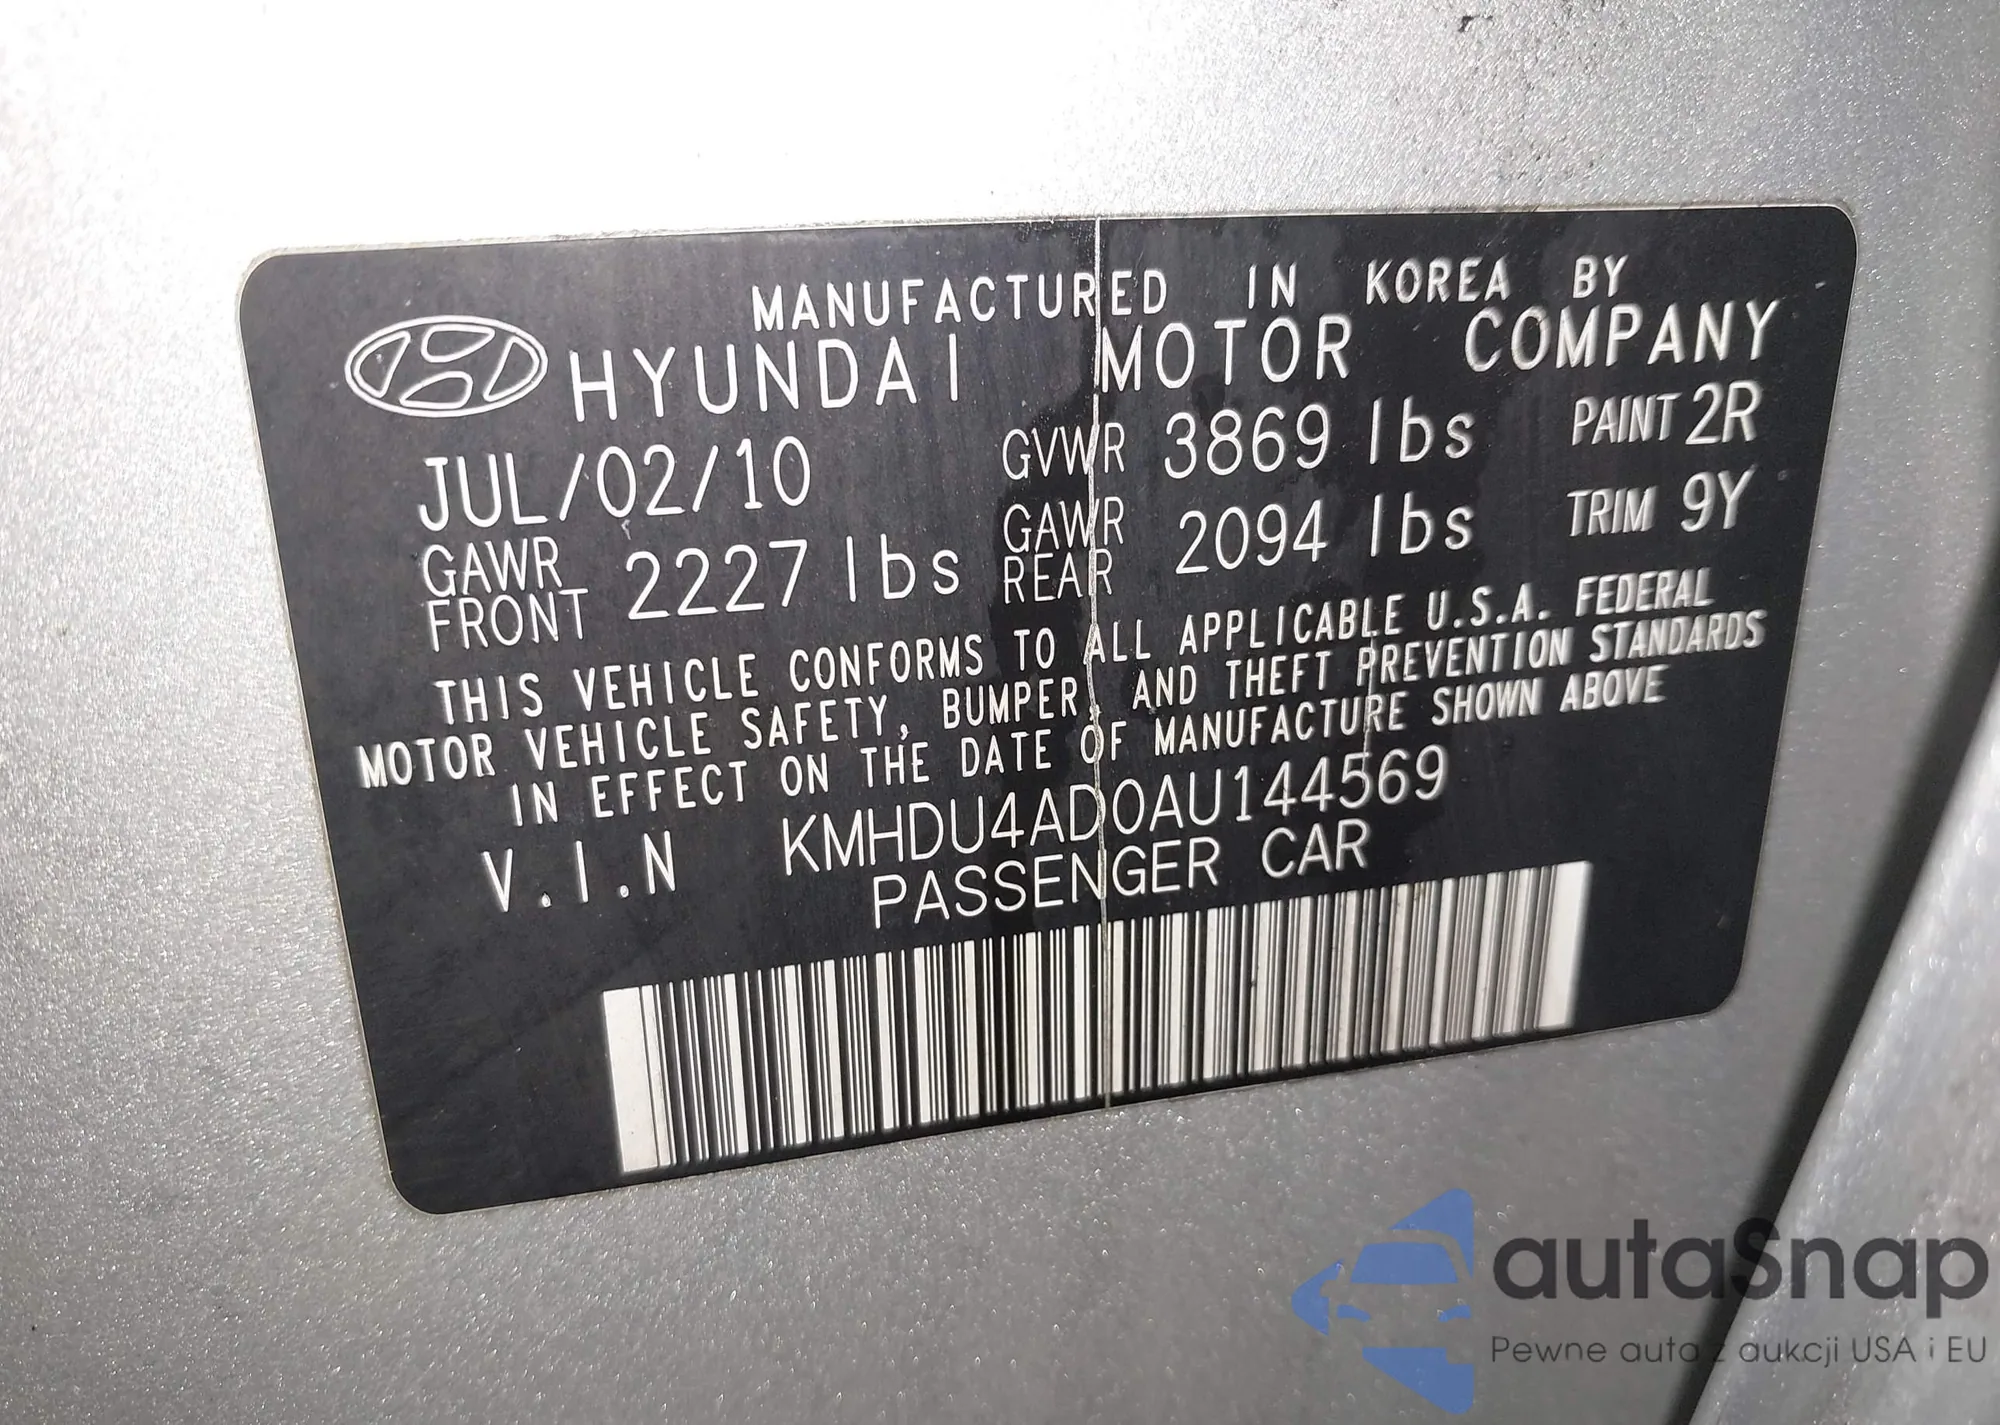 MANUFACTURED IN KOREA BY
HYUNDAI MOTOR COMPANY
JUL/02/10 GVWR 3869 lbs PAINT 2R
GAWR FRONT 2227 lbs GAWR REAR 2094 lbs TRIM 9Y
THIS VEHICLE CONFORMS TO ALL APPLICABLE U.S.A. FEDERAL
MOTOR VEHICLE SAFETY, BUMPER, AND THEFT PREVENTION STANDARDS
IN EFFECT ON THE DATE OF MANUFACTURE SHOWN ABOVE
V.I.N KMHDU4AD0AU144569
PASSENGER CAR
autaSnap
Pewne auta z aukcji USA i EU